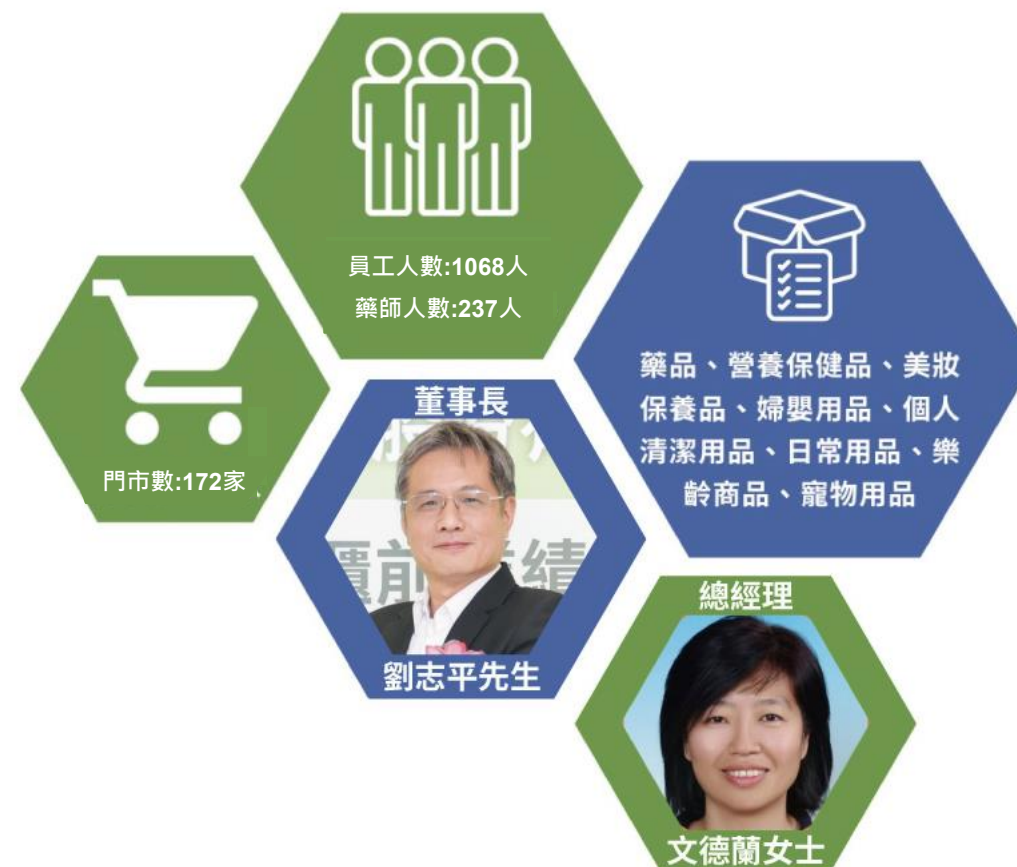 員工人數:1068人
藥師人數:237人
藥品、營養保健品、美妝
保養品、婦嬰用品、個人
清潔用品、日常用品、樂
齡商品、寵物用品
門市數:172家
董事長
櫃前 績
劉志平先生
總經理
文德蘭女士